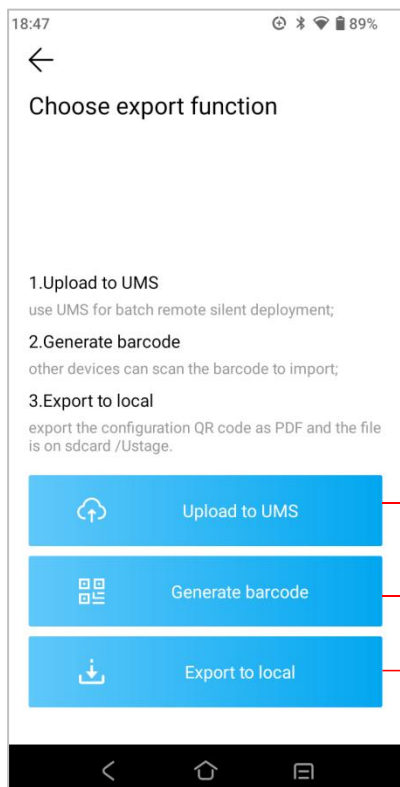 18:47 89%
Choose export function
1.Upload to UMS
use UMS for batch remote silent deployment;
2.Generate barcode
other devices can scan the barcode to import;
3.Export to local
export the configuration QR code as PDF and the file
is on sdcard /Ustage.
Upload to UMS
Generate barcode
Export to local